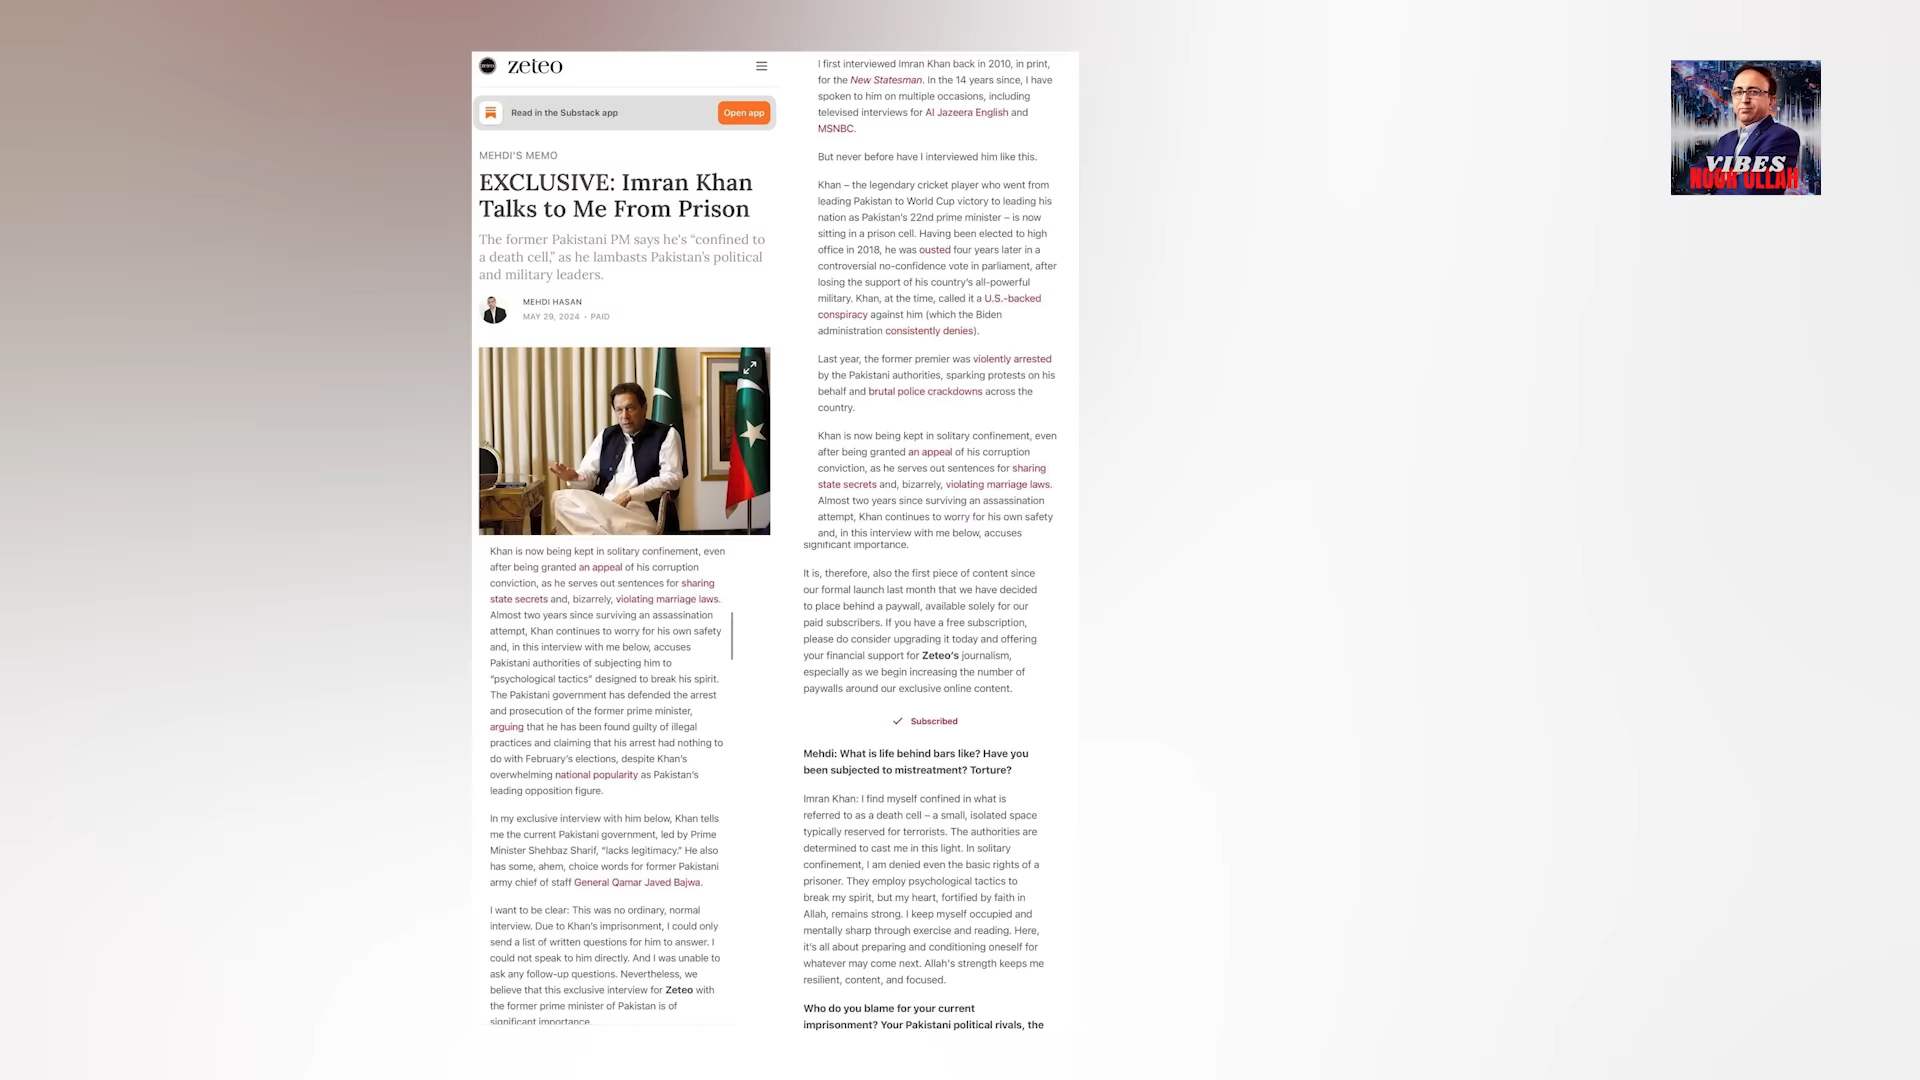 zeteo
Read in the Substack app
Open app
MEHDI'S MEMO
EXCLUSIVE: Imran Khan
Talks to Me From Prison
The former Pakistani PM says he's "confined to
a death cell," as he lambasts Pakistan's political
and military leaders.
MEHDI HASAN
MAY 29, 2024 · PAID
Khan is now being kept in solitary confinement, even
after being granted an appeal of his corruption
conviction, as he serves out sentences for sharing
state secrets and, bizarrely, violating marriage laws.
Almost two years since surviving an assassination
attempt, Khan continues to worry for his own safety
and, in this interview with me below, accuses
Pakistani authorities of subjecting him to
"psychological tactics" designed to break his spirit.
The Pakistani government has defended the arrest
and prosecution of the former prime minister,
arguing that he has been found guilty of illegal
practices and claiming that his arrest had nothing to
do with February's elections, despite Khan's
overwhelming national popularity as Pakistan's
leading opposition figure.
In my exclusive interview with him below, Khan tells
me the current Pakistani government, led by Prime
Minister Shehbaz Sharif, "lacks legitimacy." He also
has some, ahem, choice words for former Pakistani
army chief of staff General Qamar Javed Bajwa.
I want to be clear: This was no ordinary, normal
interview. Due to Khan's imprisonment, I could only
send a list of written questions for him to answer. I
could not speak to him directly. And I was unable to
ask any follow-up questions. Nevertheless, we
believe that this exclusive interview for Zeteo with
the former prime minister of Pakistan is of
significant importance.
I first interviewed Imran Khan back in 2010, in print,
for the New Statesman. In the 14 years since, I have
spoken to him on multiple occasions, including
televised interviews for Al Jazeera English and
MSNBC.
But never before have I interviewed him like this.
Khan – the legendary cricket player who went from
leading Pakistan to World Cup victory to leading his
nation as Pakistan's 22nd prime minister – is now
sitting in a prison cell. Having been elected to high
office in 2018, he was ousted four years later in a
controversial no-confidence vote in parliament, after
losing the support of his country's all-powerful
military. Khan, at the time, called it a U.S.-backed
conspiracy against him (which the Biden
administration consistently denies).
Last year, the former premier was violently arrested
by the Pakistani authorities, sparking protests on his
behalf and brutal police crackdowns across the
country.
Khan is now being kept in solitary confinement, even
after being granted an appeal of his corruption
conviction, as he serves out sentences for sharing
state secrets and, bizarrely, violating marriage laws.
Almost two years since surviving an assassination
attempt, Khan continues to worry for his own safety
and, in this interview with me below, accuses
significant importance.
It is, therefore, also the first piece of content since
our formal launch last month that we have decided
to place behind a paywall, available solely for our
paid subscribers. If you have a free subscription,
please do consider upgrading it today and offering
your financial support for Zeteo's journalism,
especially as we begin increasing the number of
paywalls around our exclusive online content.
Subscribed
Mehdi: What is life behind bars like? Have you
been subjected to mistreatment? Torture?
Imran Khan: I find myself confined in what is
referred to as a death cell – a small, isolated space
typically reserved for terrorists. The authorities are
determined to cast me in this light. In solitary
confinement, I am denied even the basic rights of a
prisoner. They employ psychological tactics to
break my spirit, but my heart, fortified by faith in
Allah, remains strong. I keep myself occupied and
mentally sharp through exercise and reading. Here,
it's all about preparing and conditioning oneself for
whatever may come next. Allah's strength keeps me
resilient, content, and focused.
Who do you blame for your current
imprisonment? Your Pakistani political rivals, the
VIBES
NOOR ULLAH